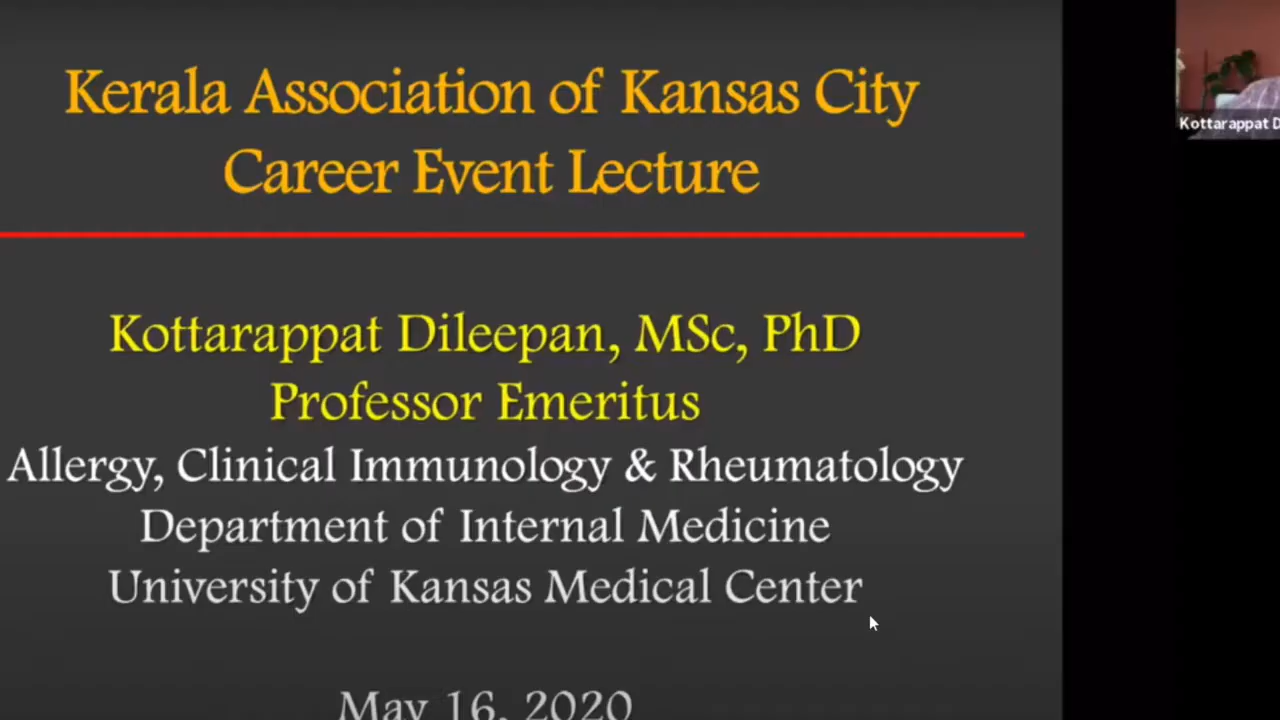 Kerala Association of Kansas City
Career Event Lecture
Kottarappat Dileepan, MSc, PhD
Professor Emeritus
Allergy, Clinical Immunology & Rheumatology
Department of Internal Medicine
University of Kansas Medical Center
May 16, 2020
Kottarappat D